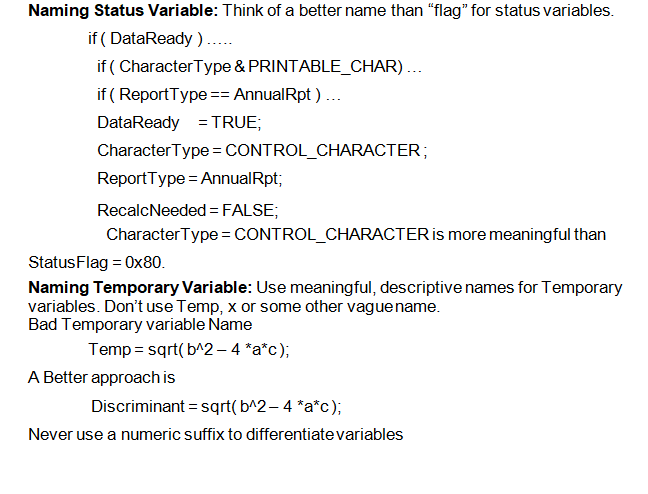 Naming Status Variable: Think of a better name than “flag” for status variables.
if ( DataReady ) …..
if ( CharacterType & PRINTABLE_CHAR) …
if ( ReportType == AnnualRpt ) …
DataReady = TRUE;
CharacterType = CONTROL_CHARACTER ;
ReportType = AnnualRpt;
RecalcNeeded = FALSE;
CharacterType = CONTROL_CHARACTER is more meaningful than
StatusFlag = 0x80.
Naming Temporary Variable: Use meaningful, descriptive names for Temporary
variables. Don’t use Temp, x or some other vague name.
Bad Temporary variable Name
Temp = sqrt( b^2 – 4 *a*c );
A Better approach is
Discriminant = sqrt( b^2 – 4 *a*c );
Never use a numeric suffix to differentiate variables